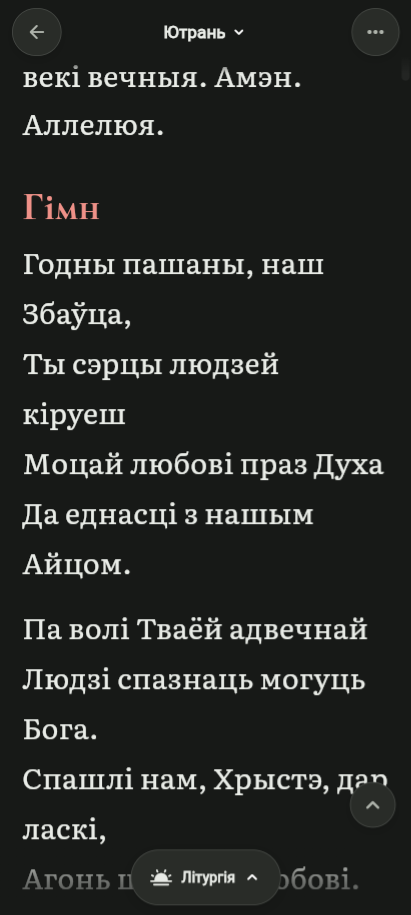 Ютрань
векі вечныя. Амэн.
Аллелюя.
Гімн
Годны пашаны, наш
Збаўца,
Ты сэрцы людзей
кіруеш
Моцай любові праз Духа
Да еднасці з нашым
Айцом.
Па волі Тваёй адвечнай
Людзі спазнаць могуць
Бога.
Спашлі нам, Хрыстэ, дар
ласкі,
Агонь
Літургія